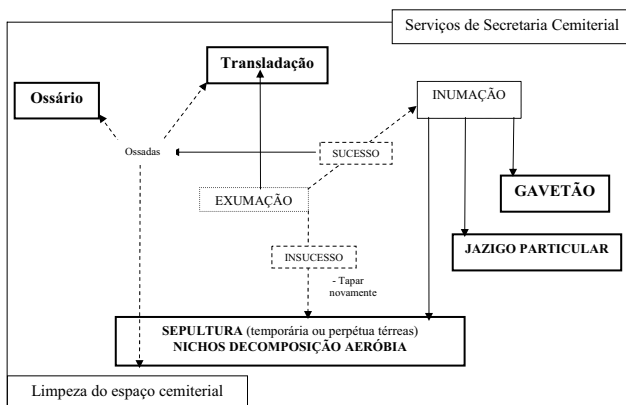 Serviços de Secretaria Cemiterial
Transladação
Ossário
INUMAÇÃO
Ossadas
SUCESSO
EXUMAÇÃO
GAVETÃO
JAZIGO PARTICULAR
INSUCESSO
- Tapar
novamente
SEPULTURA (temporária ou perpétua térreas)
NICHOS DECOMPOSIÇÃO AERÓBIA
Limpeza do espaço cemiterial